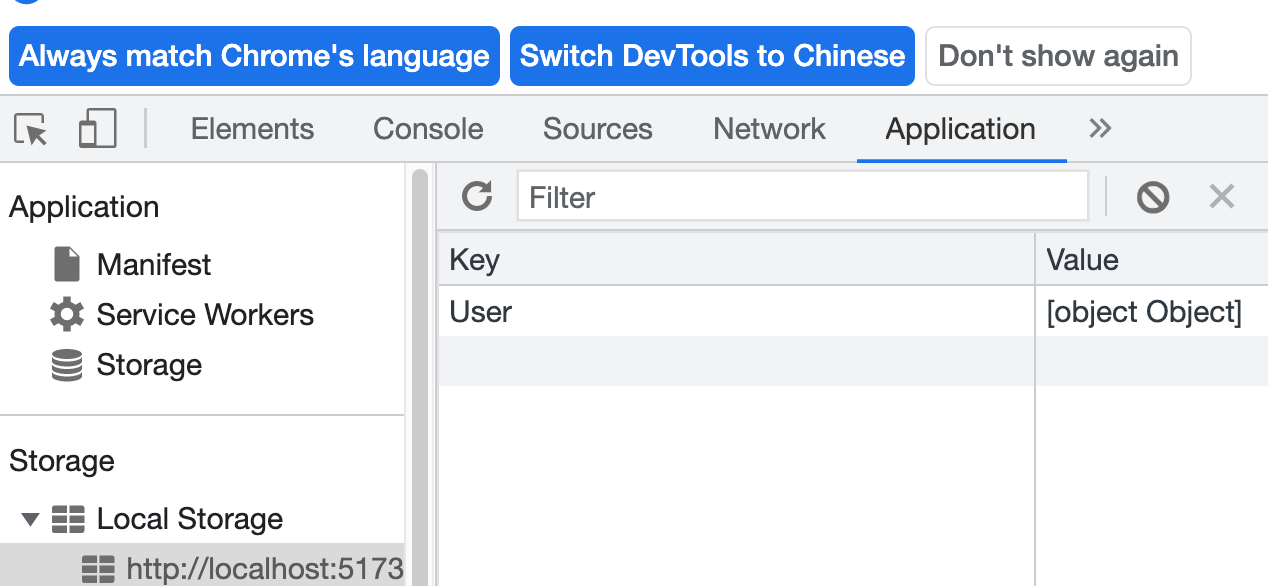 Always match Chrome's language Switch DevTools to Chinese Don't show again
Elements Console Sources Network Application
Application
Manifest
Service Workers
Storage
Storage
Local Storage
http://localhost:5173
Filter
Key Value
User [object Object]